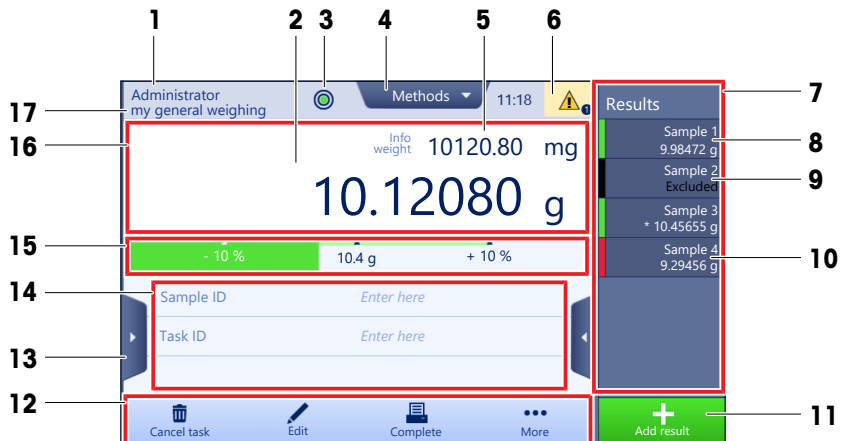 1 2 3 4 5 6
Administrator
my general weighing
Methods
11:18
1
Results
7
17
16
Info
weight
10120.80 mg
10.12080 g
Sample 1
9.98472 g
8
Sample 2
Excluded
9
Sample 3
* 10.45655 g
Sample 4
9.29456 g
10
15
- 10 %
10.4 g
+ 10 %
14
Sample ID
Enter here
Task ID
Enter here
13
12
Cancel task
Edit
Complete
More
Add result
11